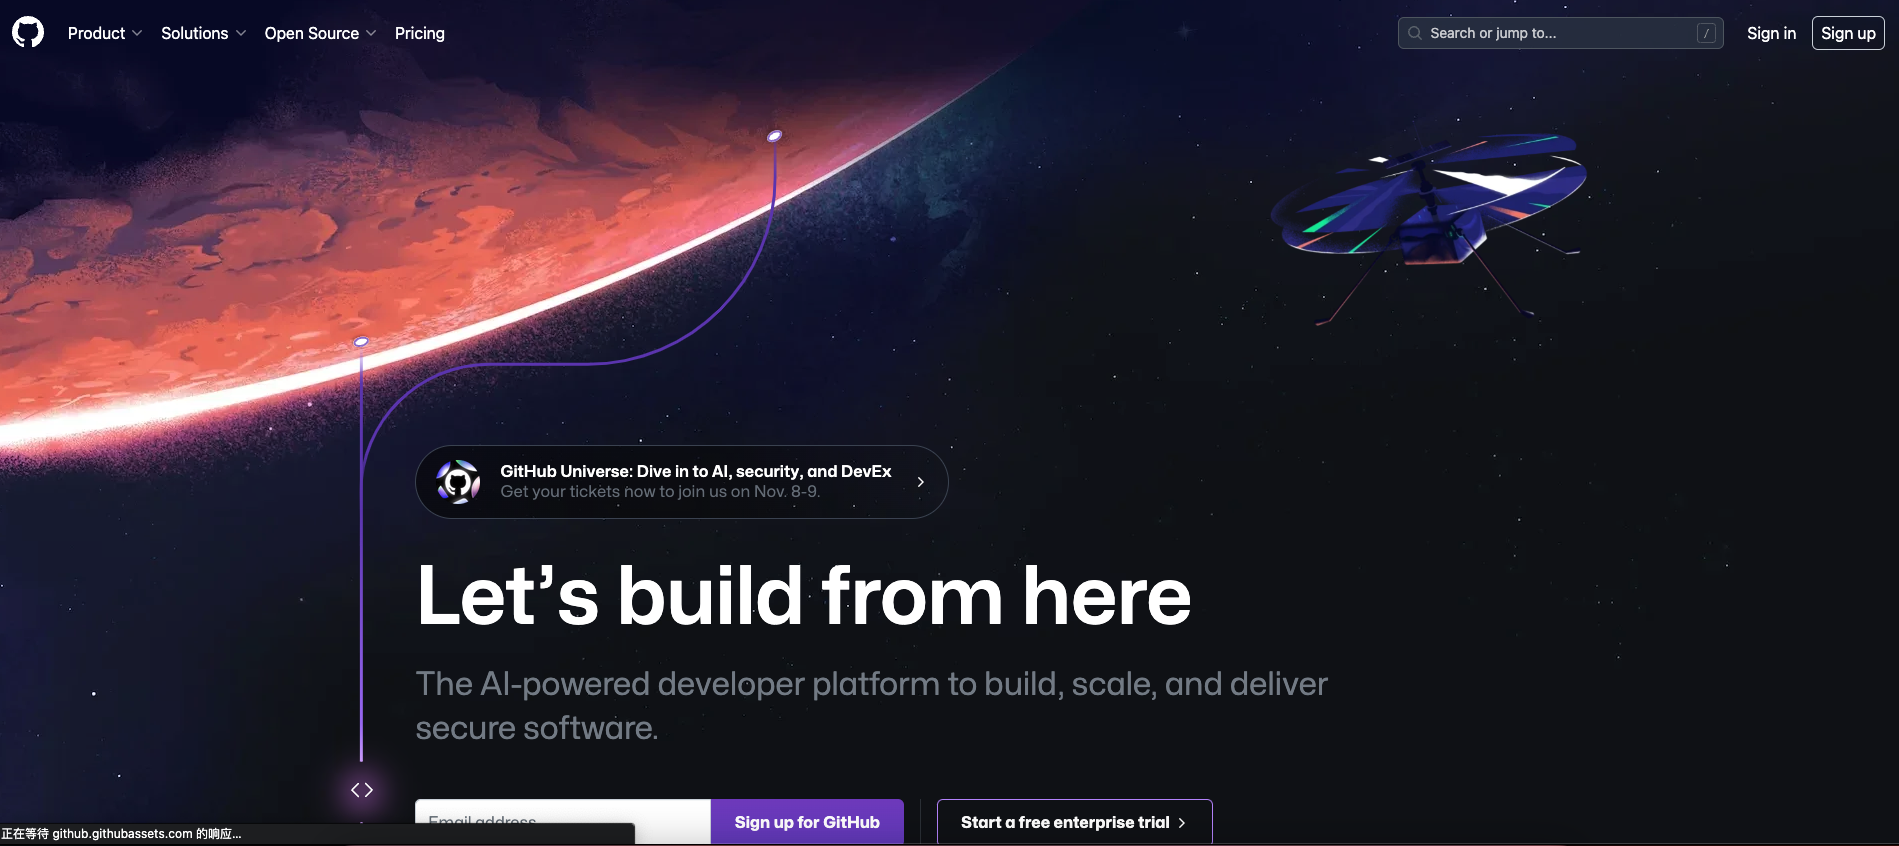 Product
Solutions
Open Source
Pricing
Search or jump to...
/
Sign in
Sign up
GitHub Universe: Dive in to AI, security, and DevEx
Get your tickets now to join us on Nov. 8-9.
Let’s build from here
The AI-powered developer platform to build, scale, and deliver
secure software.
Email address
Sign up for GitHub
Start a free enterprise trial
正在等待 github.githubassets.com 的响应...